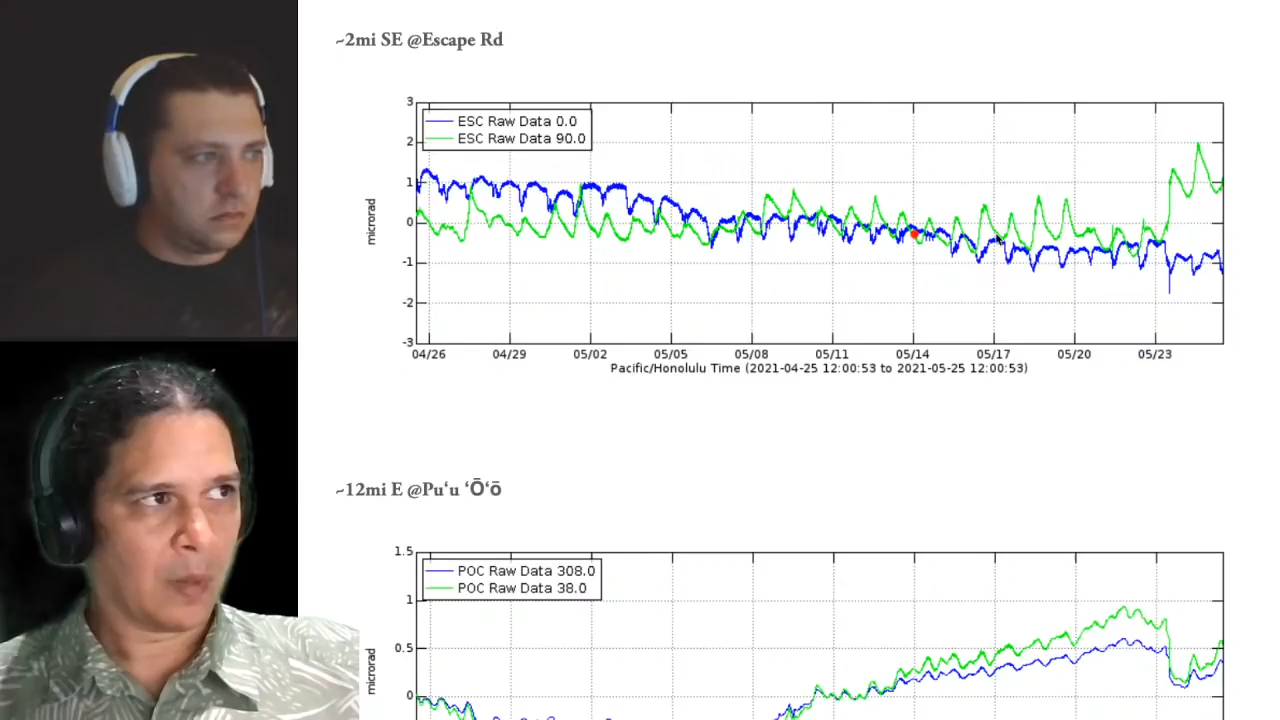 ~2mi SE @Escape Rd
3
ESC Raw Data 0.0
ESC Raw Data 90.0
2
1
0
-1
-2
-3
microrad
04/26 04/29 05/02 05/05 05/08 05/11 05/14 05/17 05/20 05/23
Pacific/Honolulu Time (2021-04-25 12:00:53 to 2021-05-25 12:00:53)
~12mi E @Puʻu ʻŌʻō
1.5
POC Raw Data 308.0
POC Raw Data 38.0
1
0.5
0
microrad